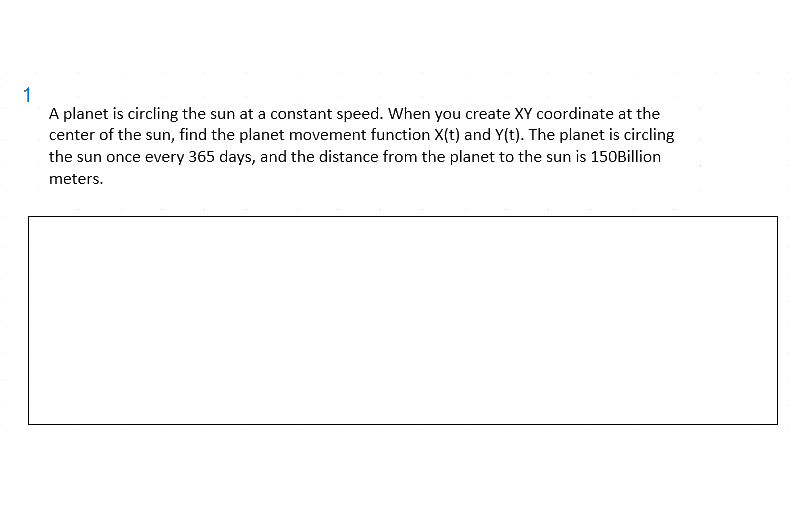 1
A planet is circling the sun at a constant speed. When you create XY coordinate at the
center of the sun, find the planet movement function X(t) and Y(t). The planet is circling
the sun once every 365 days, and the distance from the planet to the sun is 150Billion
meters.